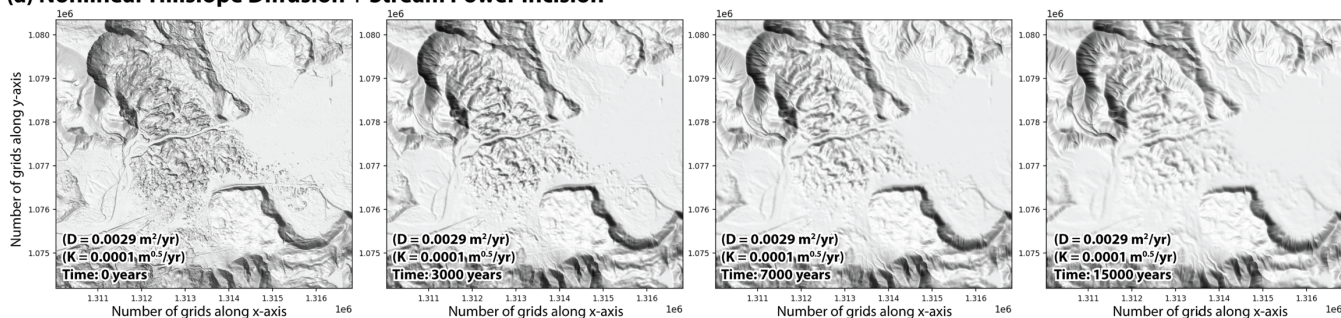 (a) Nonlinear Hillslope Diffusion + Stream Power Incision
1e6 1e6 1e6 1e6
Number of grids along y-axis
1.080 1.080 1.080 1.080
1.079 1.079 1.079 1.079
1.078 1.078 1.078 1.078
1.077 1.077 1.077 1.077
1.076 1.076 1.076 1.076
1.075 1.075 1.075 1.075
(D = 0.0029 m²/yr)
(K = 0.0001 m⁰·⁵/yr)
Time: 0 years
(D = 0.0029 m²/yr)
(K = 0.0001 m⁰·⁵/yr)
Time: 3000 years
(D = 0.0029 m²/yr)
(K = 0.0001 m⁰·⁵/yr)
Time: 7000 years
(D = 0.0029 m²/yr)
(K = 0.0001 m⁰·⁵/yr)
Time: 15000 years
1.311 1.312 1.313 1.314 1.315 1.316 1.311 1.312 1.313 1.314 1.315 1.316 1.311 1.312 1.313 1.314 1.315 1.316 1.311 1.312 1.313 1.314 1.315 1.316
Number of grids along x-axis 1e6 Number of grids along x-axis 1e6 Number of grids along x-axis 1e6 Number of grids along x-axis 1e6